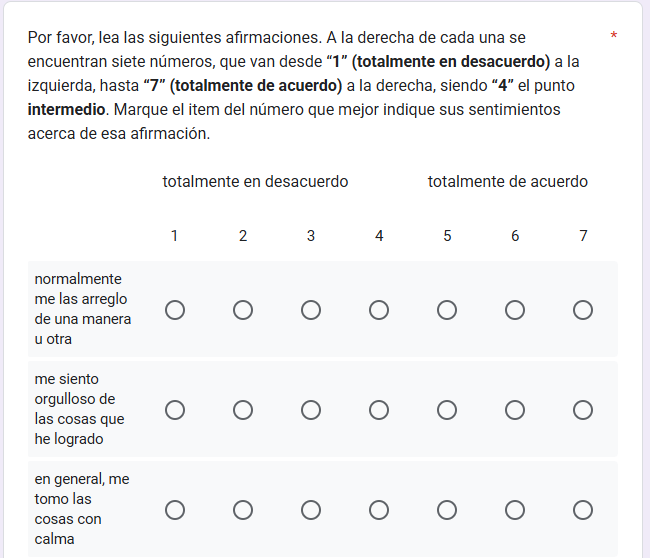 Por favor, lea las siguientes afirmaciones. A la derecha de cada una se *
encuentran siete números, que van desde “1” (totalmente en desacuerdo) a la
izquierda, hasta “7” (totalmente de acuerdo) a la derecha, siendo “4” el punto
intermedio. Marque el item del número que mejor indique sus sentimientos
acerca de esa afirmación.
totalmente en desacuerdo totalmente de acuerdo
1 2 3 4 5 6 7
normalmente
me las arreglo
de una manera
u otra
me siento
orgulloso de
las cosas que
he logrado
en general, me
tomo las
cosas con
calma